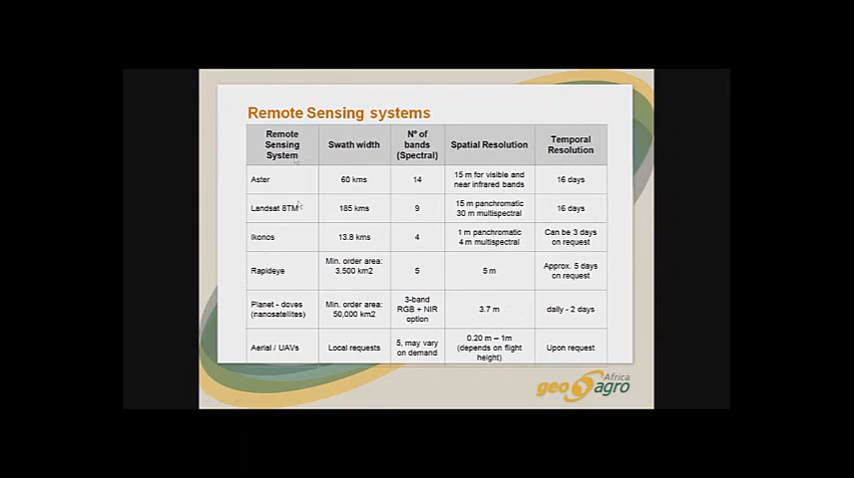 Remote Sensing systems
Remote Sensing System
Swath width
Nº of bands (Spectral)
Spatial Resolution
Temporal Resolution
Aster
60 kms
14
15 m for visible and near infrared bands
16 days
Landsat 8TM
185 kms
9
15 m panchromatic
30 m multispectral
16 days
Ikonos
13.8 kms
4
1 m panchromatic
4 m multispectral
Can be 3 days on request
Rapideye
Min. order area: 3,500 km2
5
5 m
Approx. 5 days on request
Planet - doves (nanosatellites)
Min. order area: 50,000 km2
3-band RGB + NIR option
3.7 m
daily - 2 days
Aerial / UAVs
Local requests
5, may vary on demand
0.20 m – 1m (depends on flight height)
Upon request
geo agro Africa